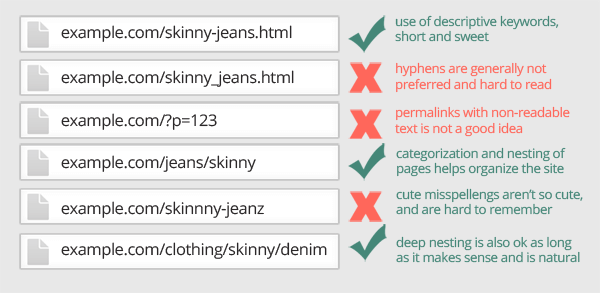 example.com/skinny-jeans.html
use of descriptive keywords,
short and sweet
example.com/skinny_jeans.html
hyphens are generally not
preferred and hard to read
example.com/?p=123
permalinks with non-readable
text is not a good idea
example.com/jeans/skinny
categorization and nesting of
pages helps organize the site
example.com/skinnny-jeanz
cute misspellengs aren't so cute,
and are hard to remember
example.com/clothing/skinny/denim
deep nesting is also ok as long
as it makes sense and is natural